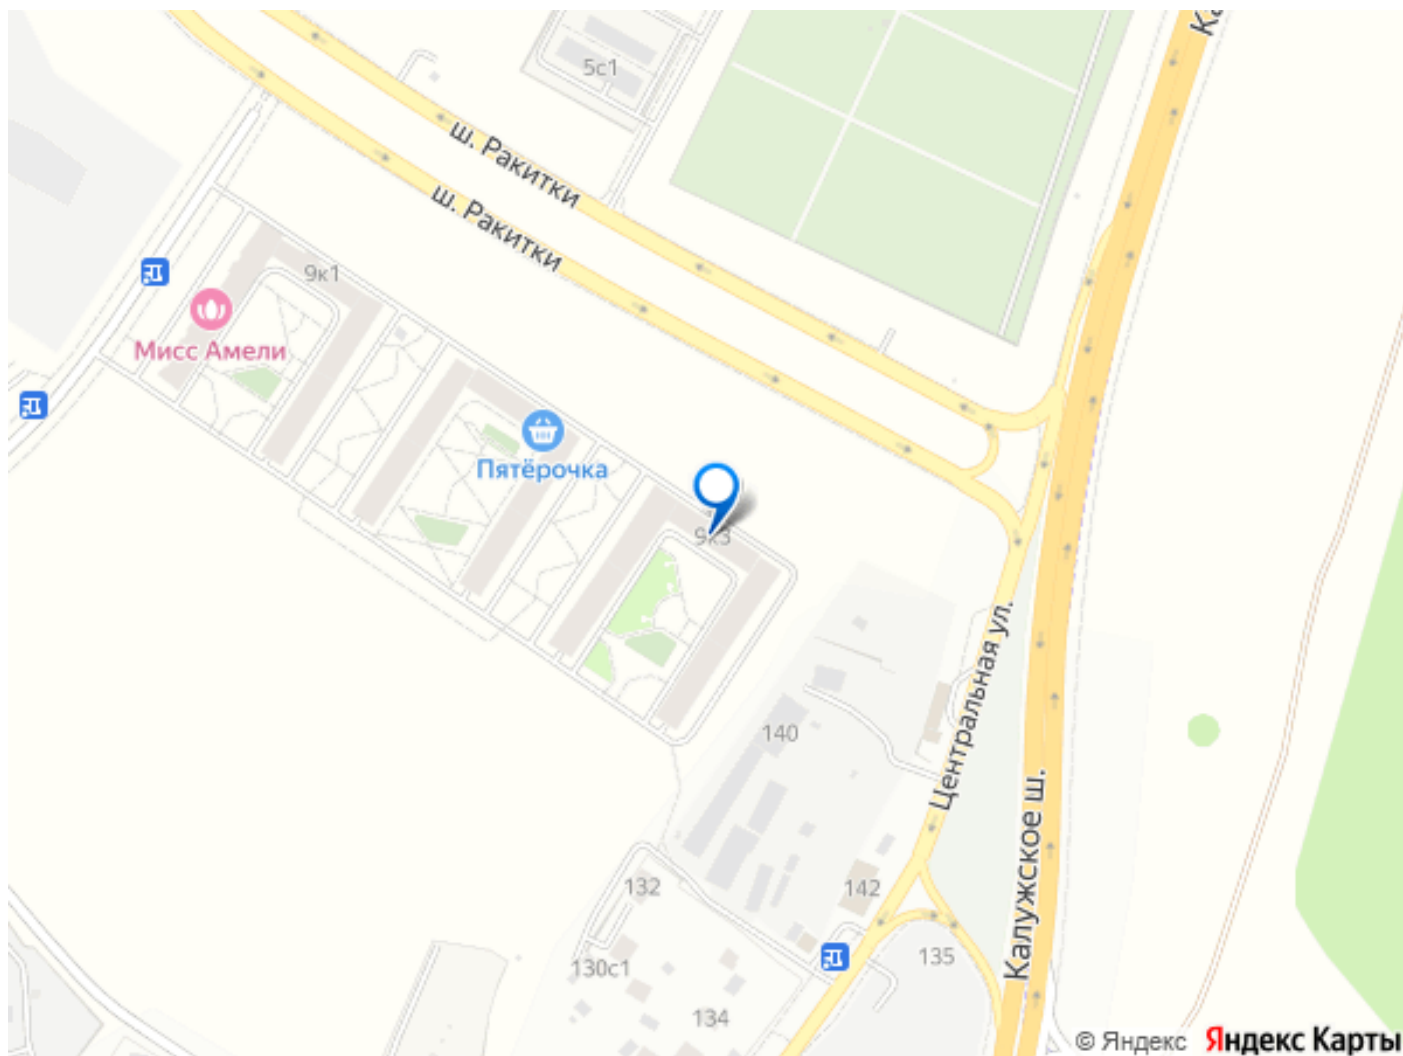 Ка
5с1
ш. Ракитки
ш. Ракитки
9к1
Мисс Амели
Пятёрочка
9к3
Центральная ул.
140
Калужское ш.
132
142
130с1
135
134
© Яндекс Яндекс Карты